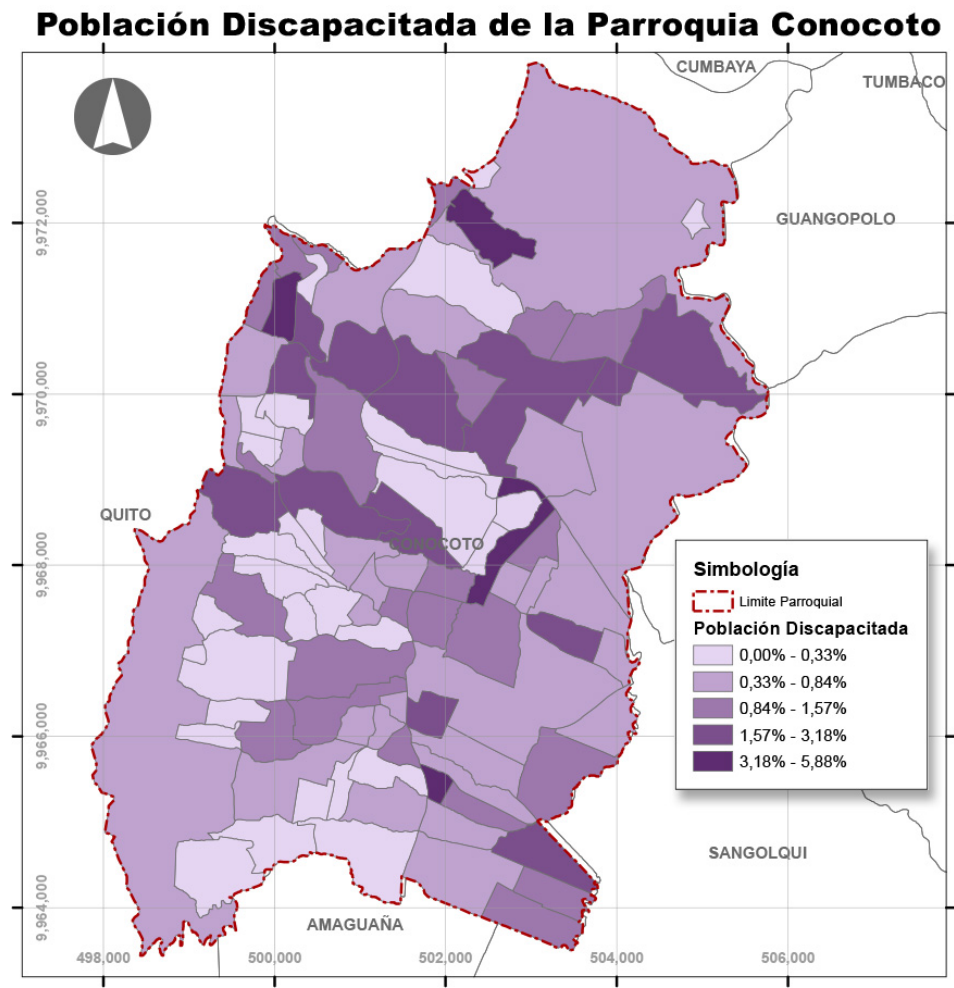 Población Discapacitada de la Parroquia Conocoto
CUMBAYA
TUMBACO
GUANGOPOLO
QUITO
CONOCOTO
SANGOLQUI
AMAGUAÑA
9,972,000
9,970,000
9,968,000
9,966,000
9,964,000
498,000
500,000
502,000
504,000
506,000
Simbología
Limite Parroquial
Población Discapacitada
0,00% - 0,33%
0,33% - 0,84%
0,84% - 1,57%
1,57% - 3,18%
3,18% - 5,88%